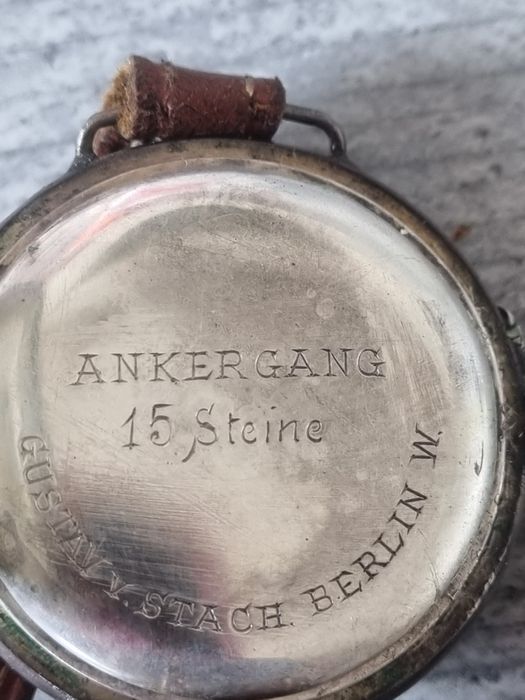 ANKERGANG
15 Steine
GUSTAV V. STACH. BERLIN W.